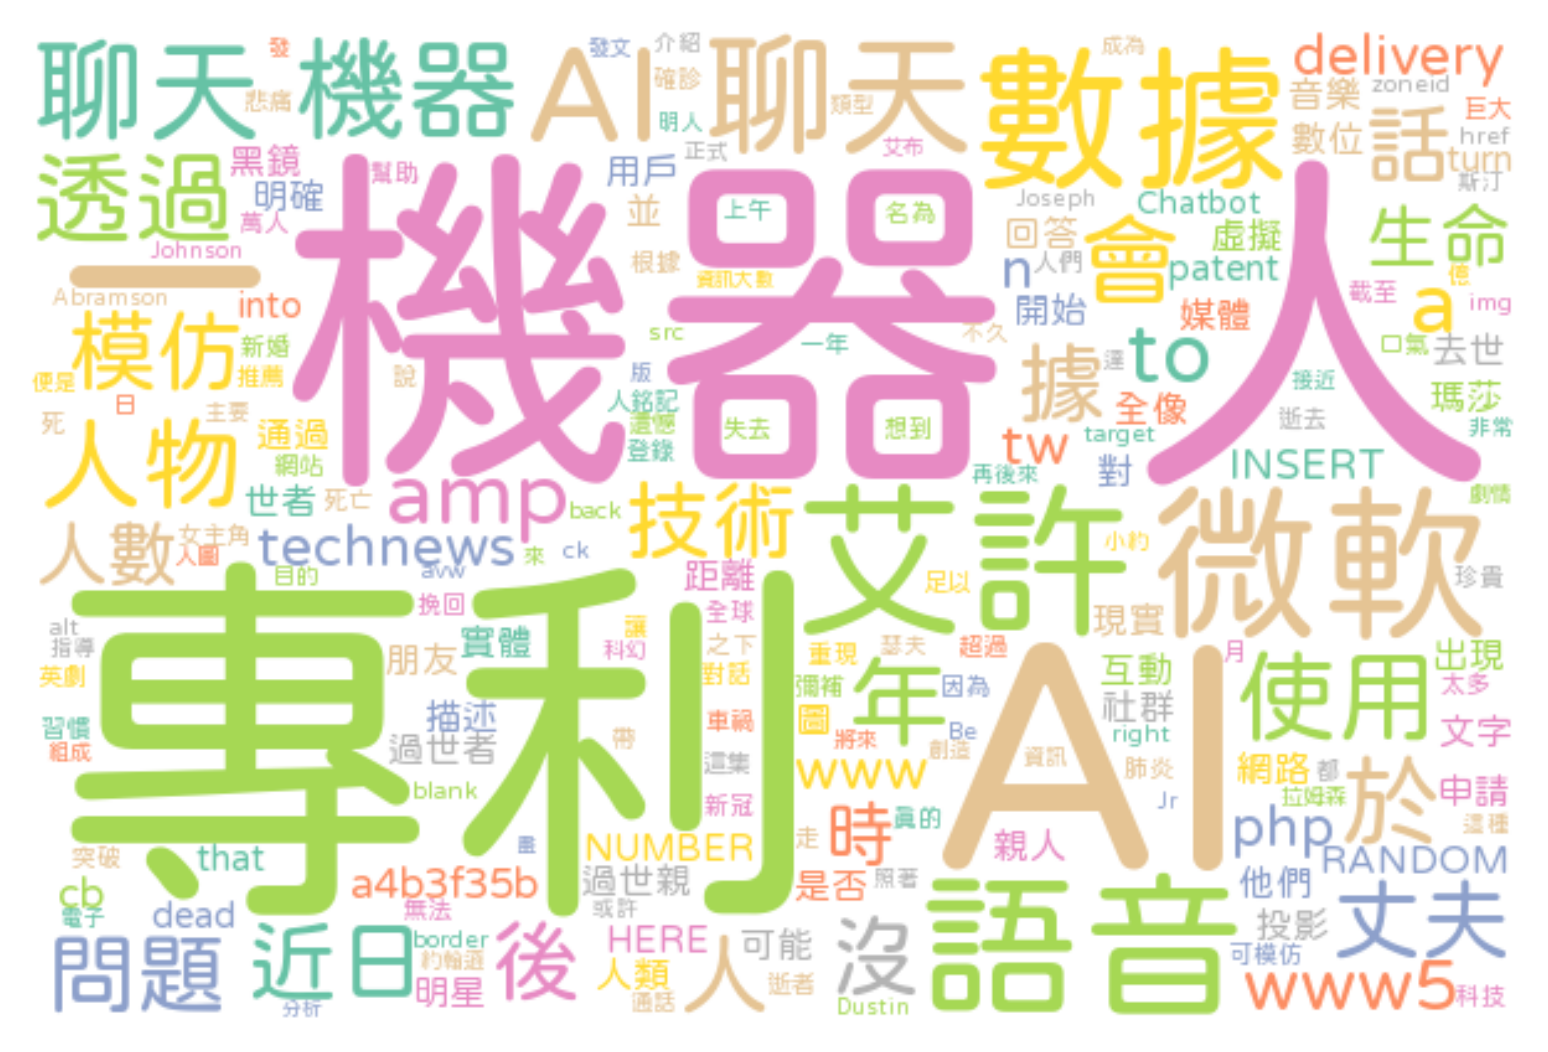 聊天機器
發
悲痛
AI
發文
介紹
確診
明人
正式
聊天
類型
艾布
數據
成為
delivery
音樂
zoneid
巨大
數位
話
href
turn
斯汀
透過
黑鏡
明確
萬人
幫助
機器人
用戶
並
根據
上午
名為
資訊大數
Joseph
Chatbot
回答
會
虛擬
生命
n
人們
patent
億
開始
媒體
截至
a
img
Johnson
一
Abramson
into
模仿
新婚
推薦
便是
src
一年
不久
版
說
據
達
to
口氣
去世
接近
瑪莎
死
日
主要
人物
通過
網站
人銘記
遺憾
登錄
失去
想到
全像
逝去
tw
target
非常
再後來
對
INSERT
劇情
世者
死亡
amp
back
技術
艾許
小約
微軟
人數
女主角
人圖
technews
來
ck
目的
avw
距離
足以
珍貴
專利
挽回
全球
現實
alt
指導
英劇
朋友
實體
讓
科幻
之下
對話
重現
瑟夫
超過
AI
互動
月
使用
出現
太多
彌補
年
因為
社群
習慣
組成
描述
過世者
帶
車禍
圖
將來
Be
創造
資訊
right
文字
這集
www
肺炎
網路
都
於
blank
新冠
Jr
拉姆森
申請
這種
時
真的
php
突破
that
畫
NUMBER
走
親人
RANDOM
cb
電子
dead
a4b3f35b
無法
過世親
或許
是否
照著
語音
他們
丈夫
投影
可模仿
問題
近日
border
約翰遜
明星
後
HERE
人類
通話
人
可能
逝者
沒
Dustin
www5
科技
分析